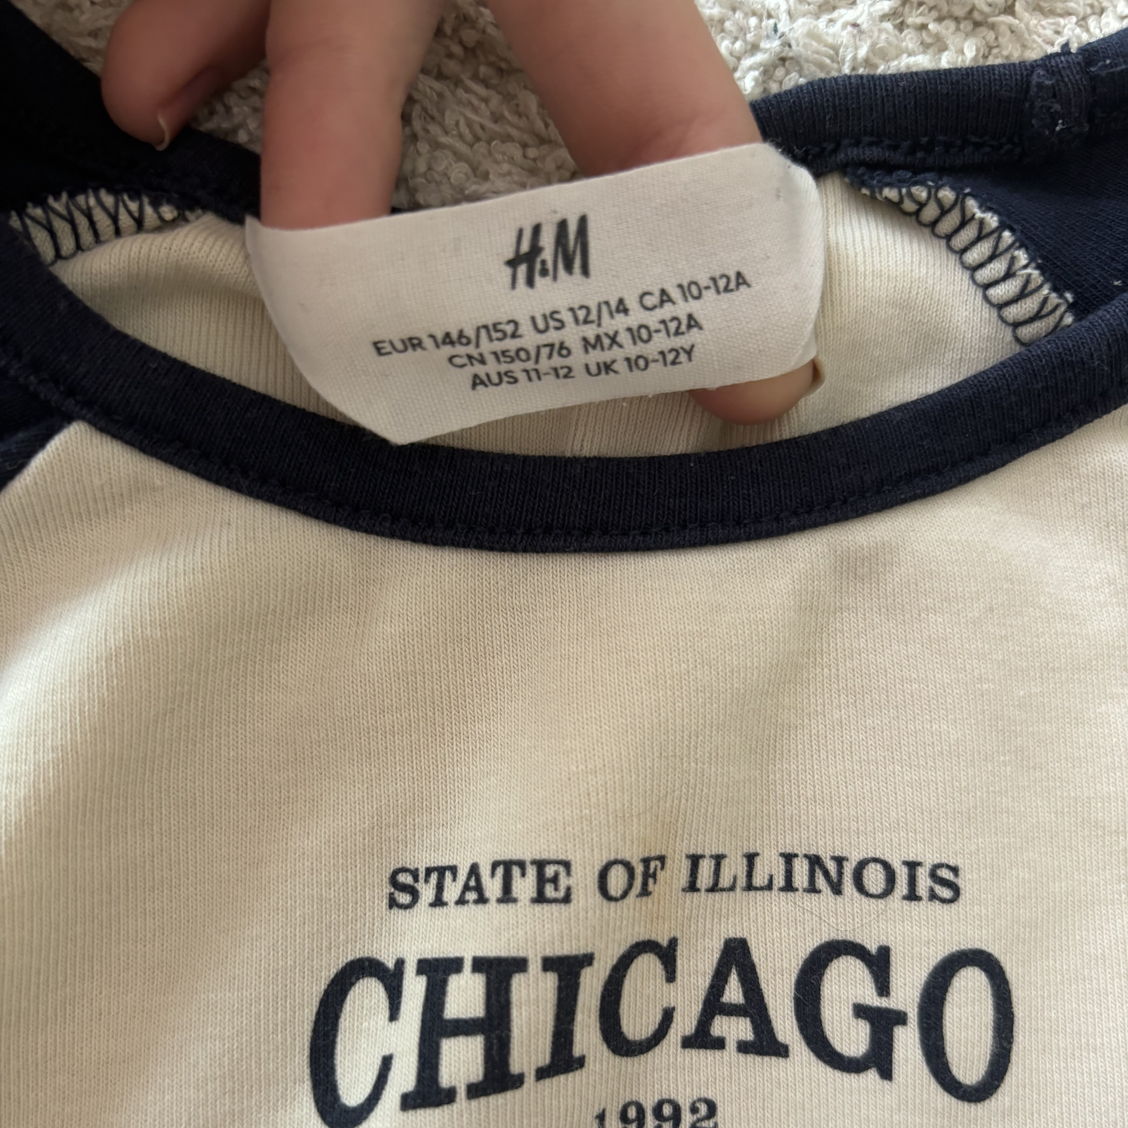 H&M
EUR 146/152 US 12/14 CA 10-12A
CN 150/76 MX 10-12A
AUS 11-12 UK 10-12Y
STATE OF ILLINOIS
CHICAGO
1992